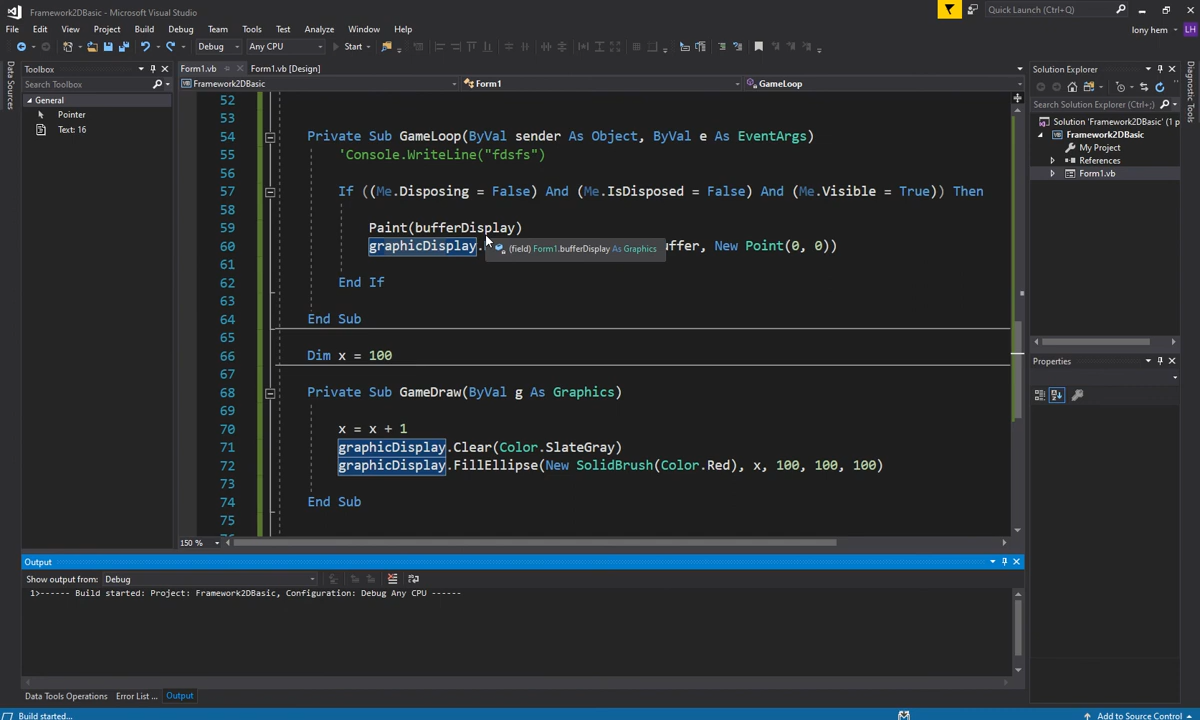 Framework2DBasic - Microsoft Visual Studio
Quick Launch (Ctrl+Q)
File Edit View Project Build Debug Team Tools Test Analyze Window Help
lony hem LH
Debug Any CPU Start
Toolbox
Form1.vb Form1.vb [Design]
Solution Explorer
Search Toolbox
Framework2DBasic Form1 GameLoop
Data Sources
Diagnostic Tools
General
Pointer
Text: 16
Search Solution Explorer (Ctrl+;)
Solution 'Framework2DBasic' (1 p
Framework2DBasic
My Project
References
Form1.vb
52
53
54 Private Sub GameLoop(ByVal sender As Object, ByVal e As EventArgs)
55 'Console.WriteLine("fdsfs")
56
57 If ((Me.Disposing = False) And (Me.IsDisposed = False) And (Me.Visible = True)) Then
58
59 Paint(bufferDisplay)
60 graphicDisplay. uffer, New Point(0, 0))
(field) Form1.bufferDisplay As Graphics
61
62 End If
63
64 End Sub
65
66 Dim x = 100
67
68 Private Sub GameDraw(ByVal g As Graphics)
69
70 x = x + 1
71 graphicDisplay.Clear(Color.SlateGray)
72 graphicDisplay.FillEllipse(New SolidBrush(Color.Red), x, 100, 100, 100)
73
74 End Sub
75
Properties
150 %
Output
Show output from: Debug
1>------ Build started: Project: Framework2DBasic, Configuration: Debug Any CPU ------
Data Tools Operations Error List ... Output
Build started...
Add to Source Control